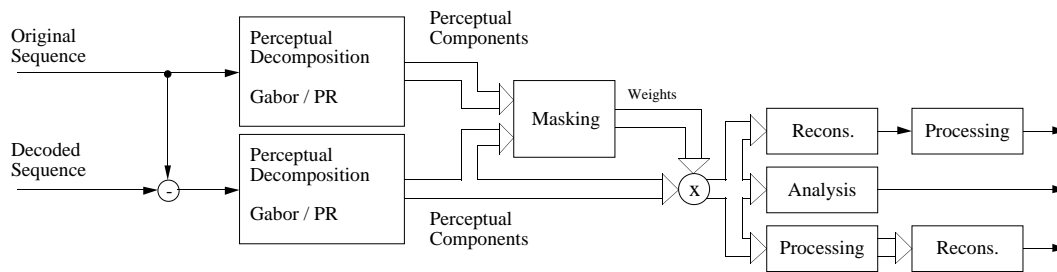 Original
Sequence
Perceptual
Decomposition
Gabor / PR
Perceptual
Components
Masking
Weights
Recons.
Processing
Decoded
Sequence
-
Perceptual
Decomposition
Gabor / PR
Perceptual
Components
x
Analysis
Processing
Recons.